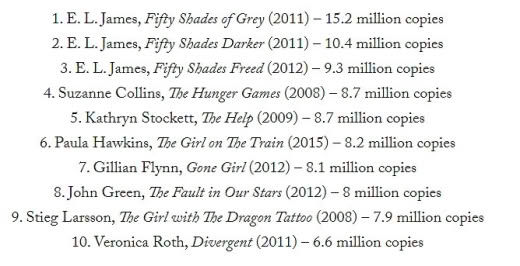 1. E. L. James, Fifty Shades of Grey (2011) – 15.2 million copies
2. E. L. James, Fifty Shades Darker (2011) – 10.4 million copies
3. E. L. James, Fifty Shades Freed (2012) – 9.3 million copies
4. Suzanne Collins, The Hunger Games (2008) – 8.7 million copies
5. Kathryn Stockett, The Help (2009) – 8.7 million copies
6. Paula Hawkins, The Girl on The Train (2015) – 8.2 million copies
7. Gillian Flynn, Gone Girl (2012) – 8.1 million copies
8. John Green, The Fault in Our Stars (2012) – 8 million copies
9. Stieg Larsson, The Girl with The Dragon Tattoo (2008) – 7.9 million copies
10. Veronica Roth, Divergent (2011) – 6.6 million copies